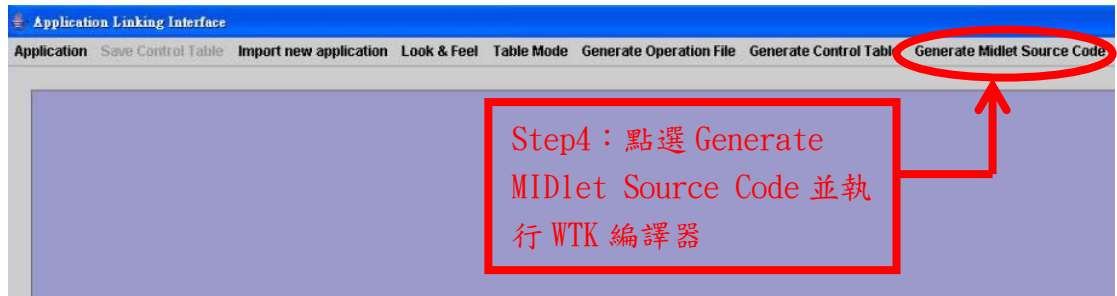 Application Linking Interface
Application Save Control Table Import new application Look & Feel Table Mode Generate Operation File Generate Control Table Generate Midlet Source Code
Step4：點選 Generate
MIDlet Source Code 並執
行 WTK 編譯器